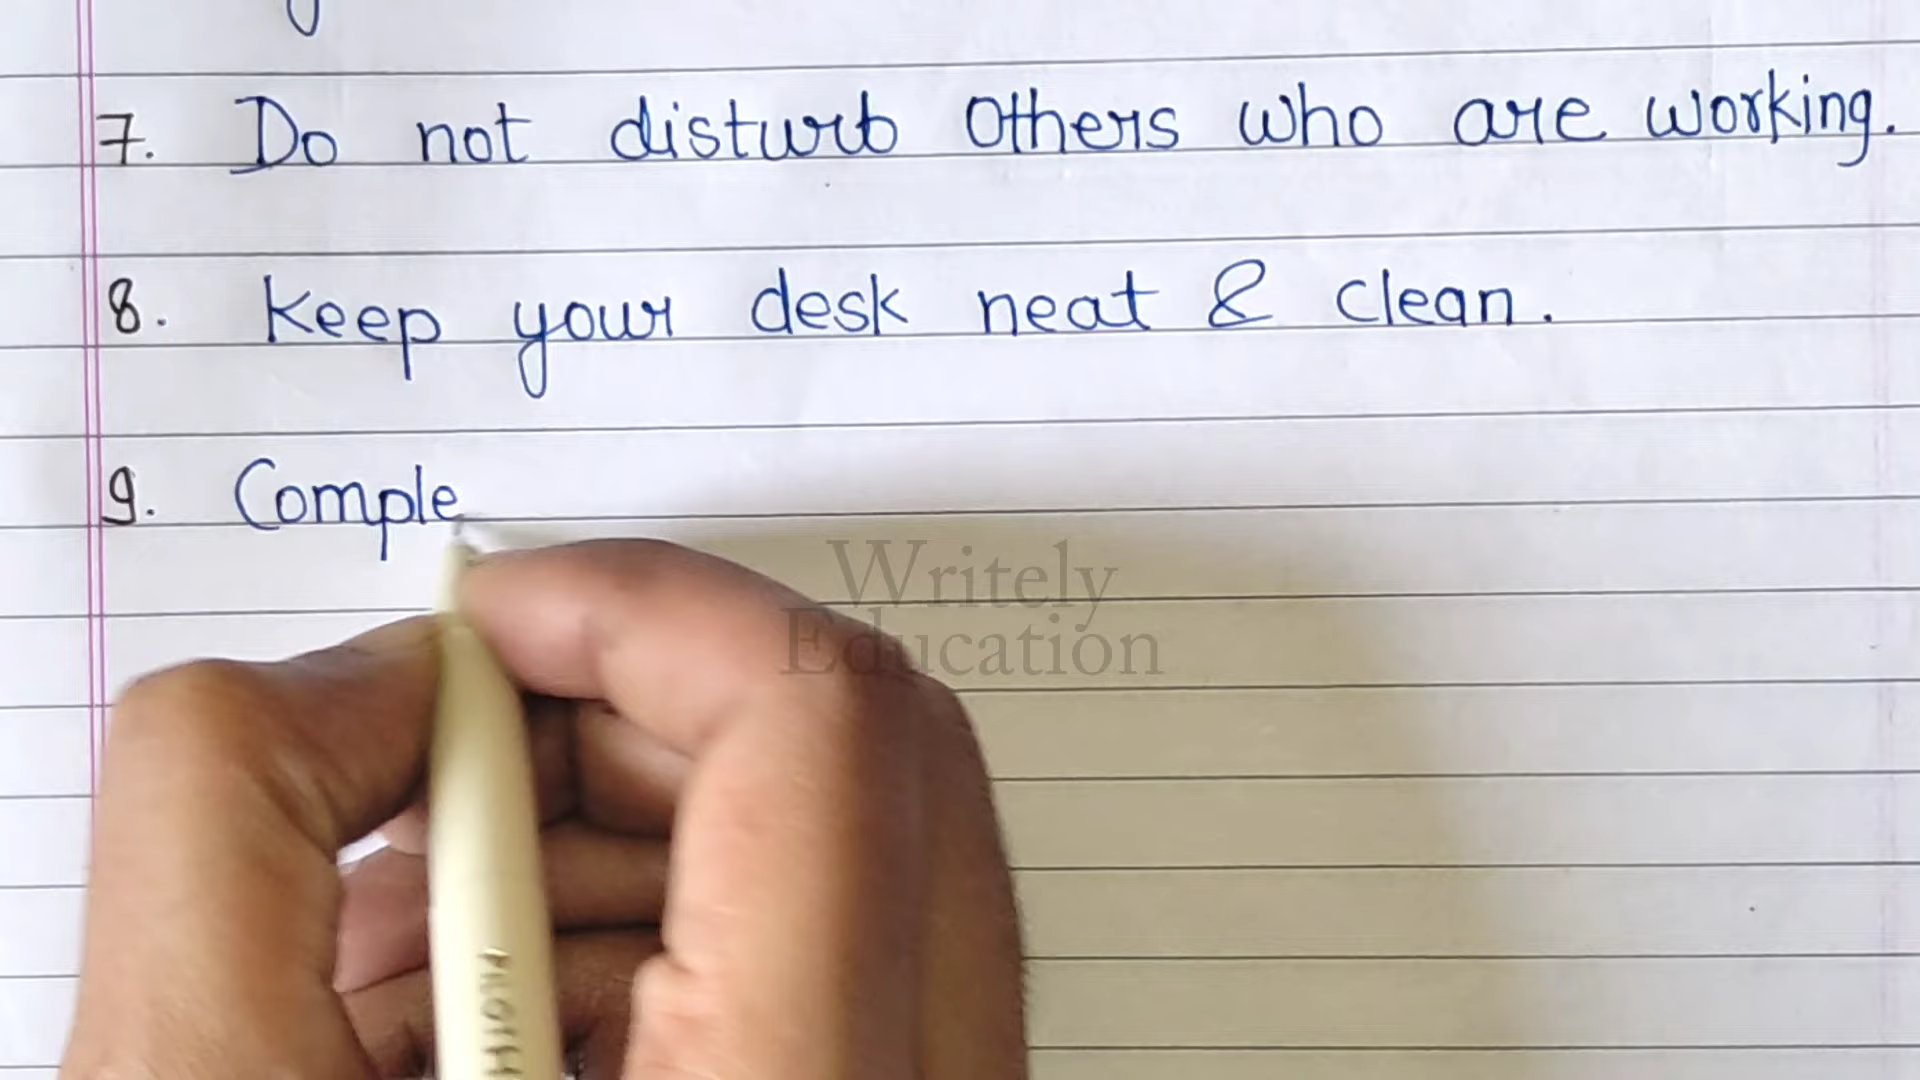 7. Do not disturb Others who are working.
8. Keep your desk neat & clean.
9. Comple
Writely
Education